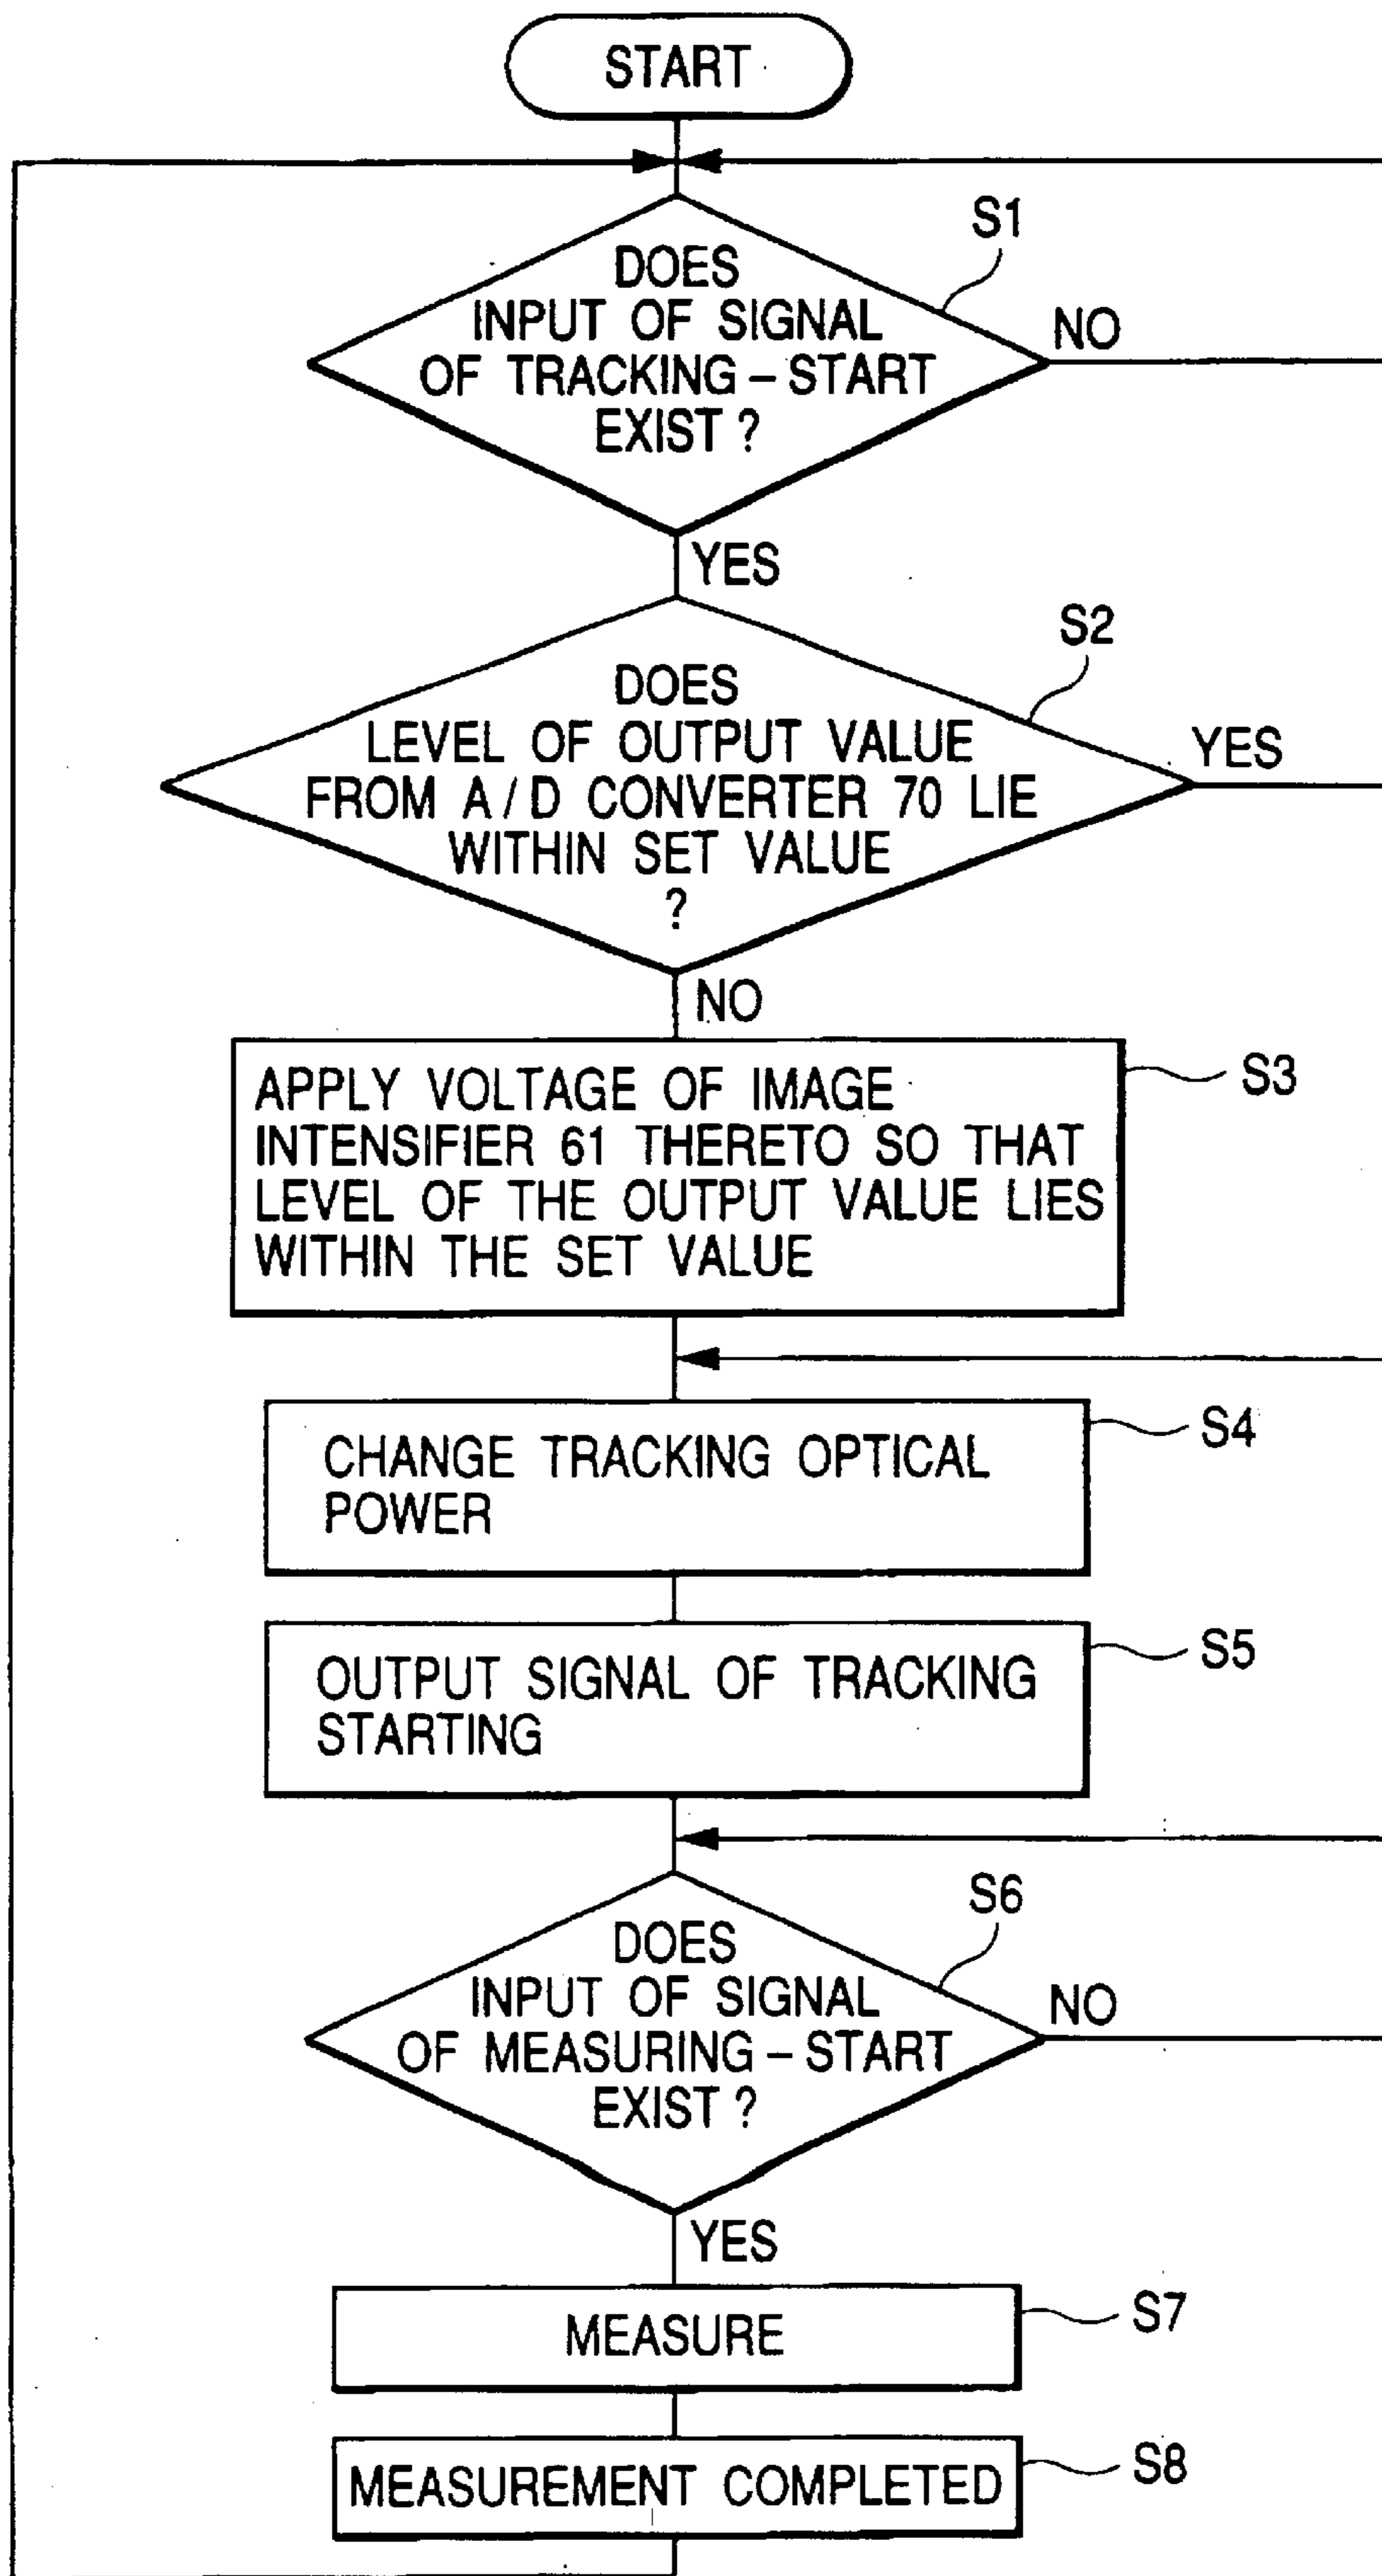 START
S1
DOES
INPUT OF SIGNAL
OF TRACKING – START
EXIST ?
NO
YES
S2
DOES
LEVEL OF OUTPUT VALUE
FROM A / D CONVERTER 70 LIE
WITHIN SET VALUE
?
YES
NO
S3
APPLY VOLTAGE OF IMAGE
INTENSIFIER 61 THERETO SO THAT
LEVEL OF THE OUTPUT VALUE LIES
WITHIN THE SET VALUE
S4
CHANGE TRACKING OPTICAL
POWER
S5
OUTPUT SIGNAL OF TRACKING
STARTING
S6
DOES
INPUT OF SIGNAL
OF MEASURING – START
EXIST ?
NO
YES
S7
MEASURE
S8
MEASUREMENT COMPLETED